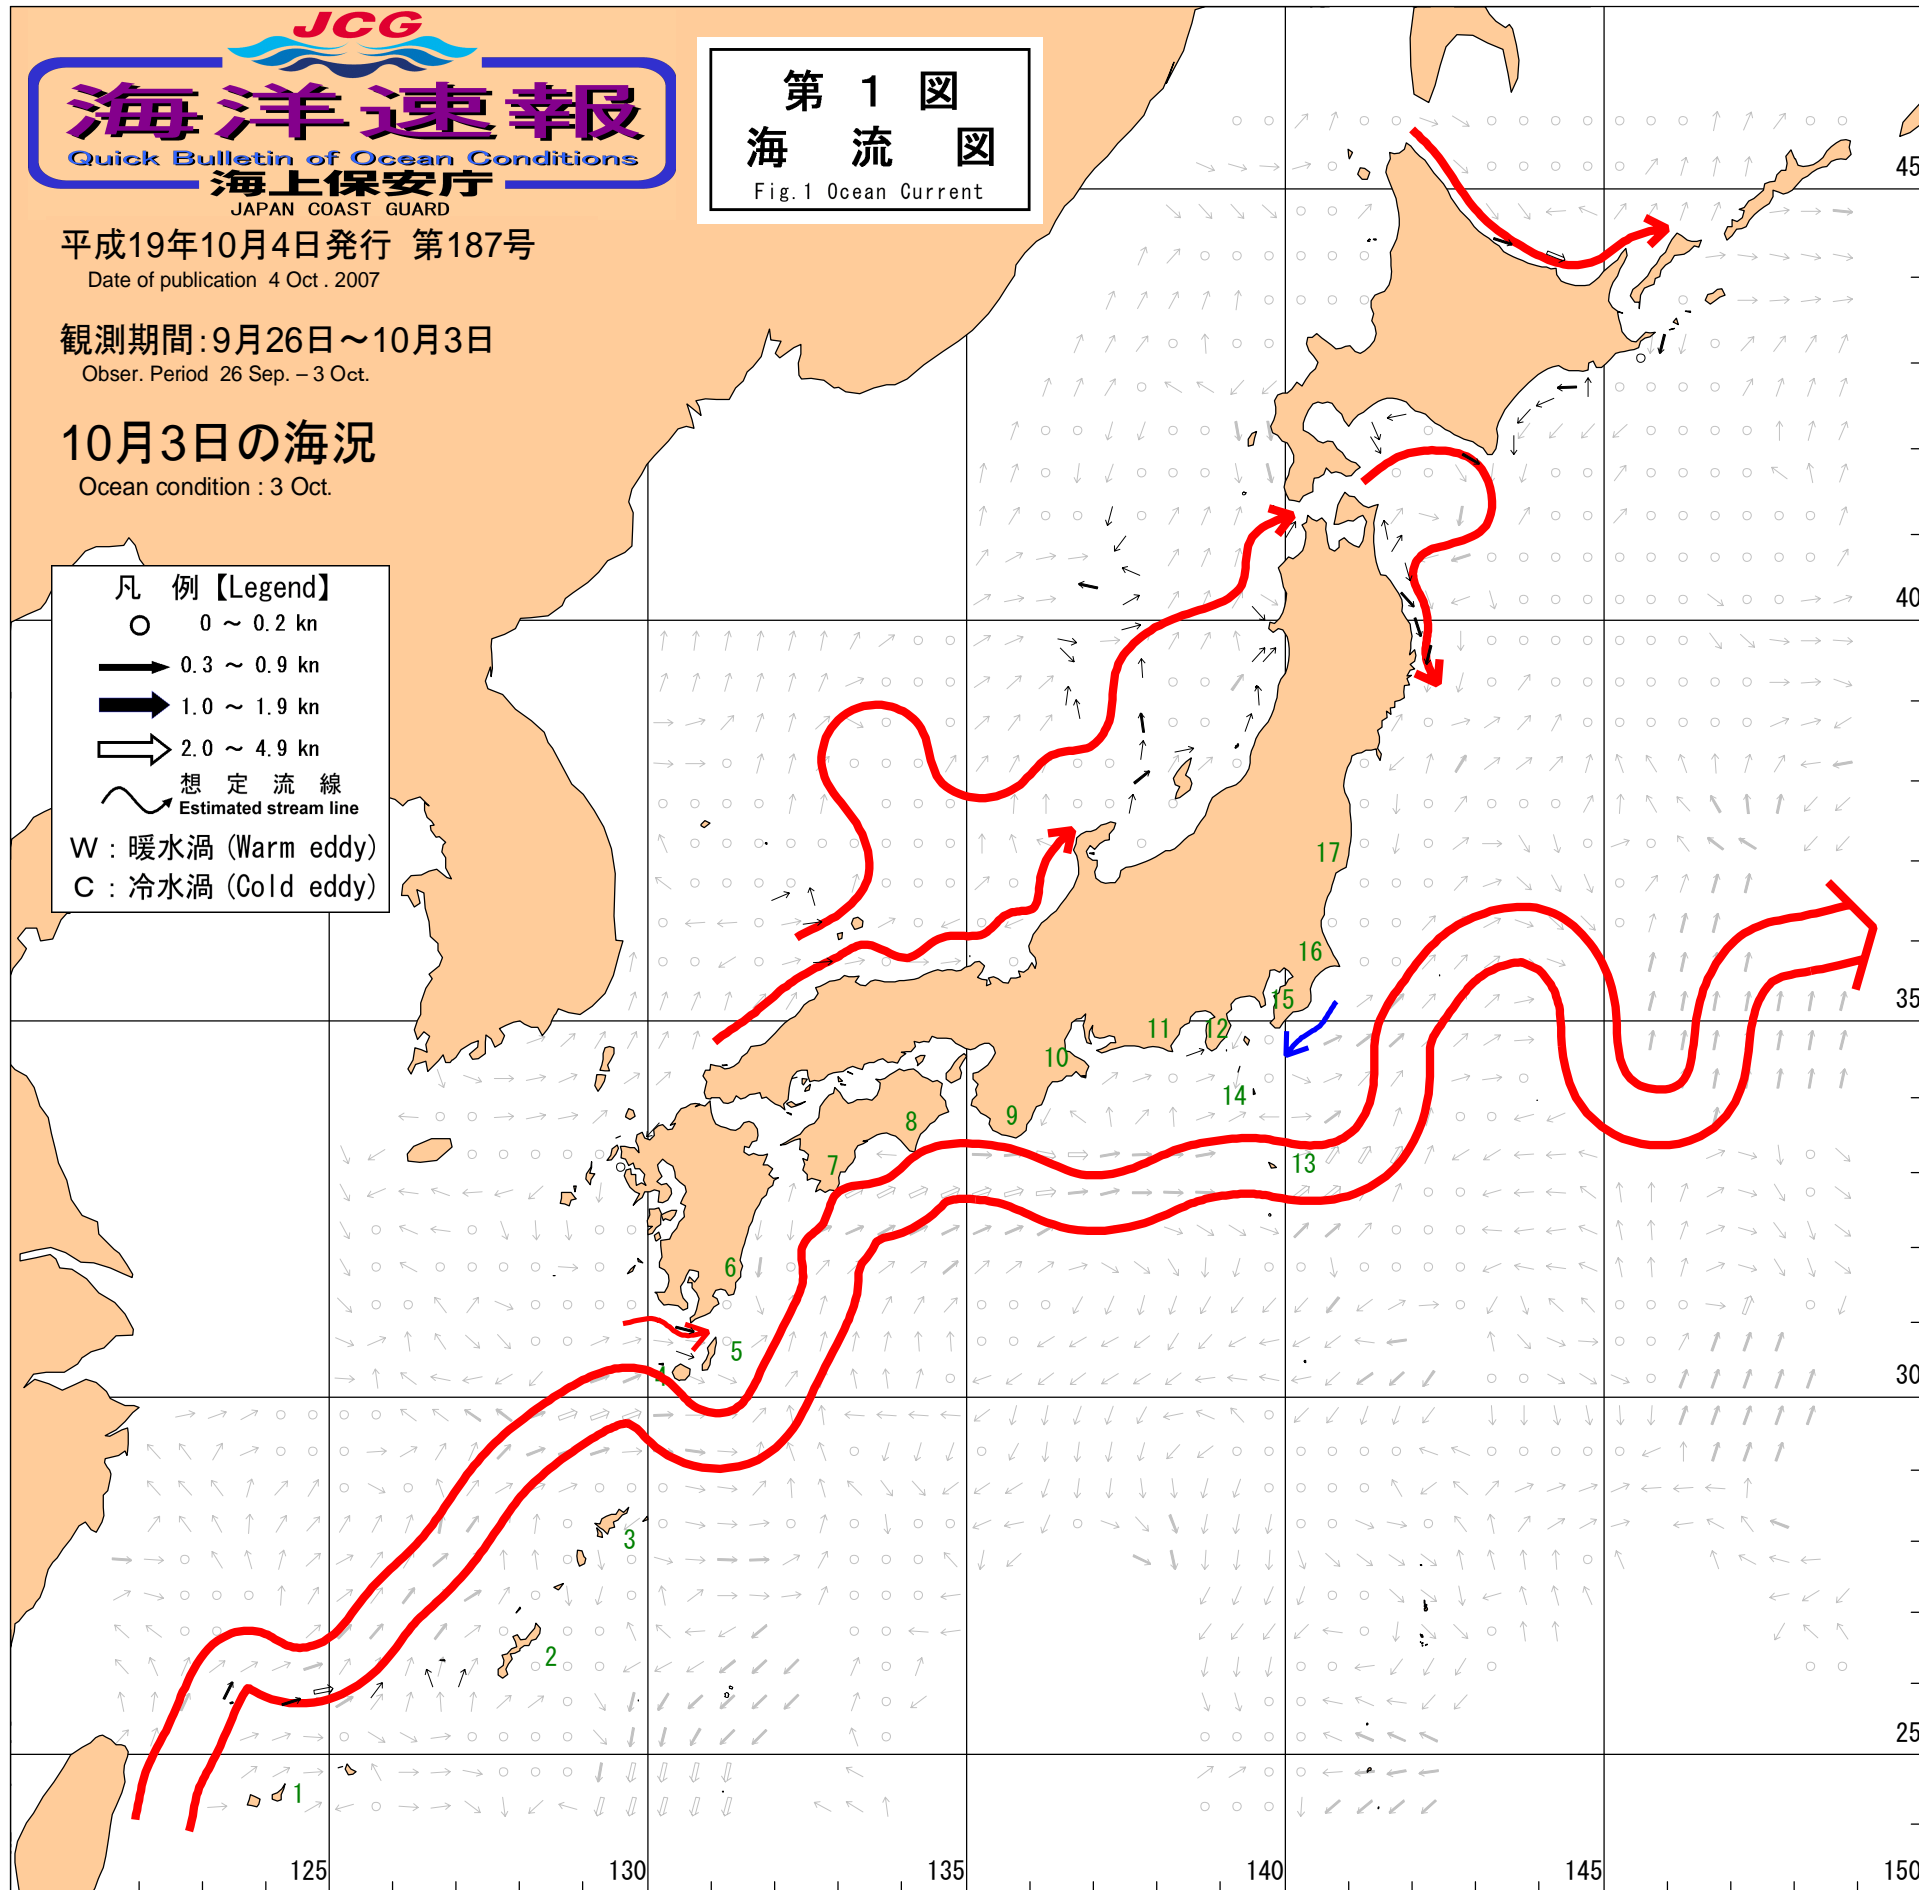 JCG
海洋速報
Quick Bulletin of Ocean Conditions
海上保安庁
JAPAN COAST GUARD
平成19年10月4日発行 第187号
Date of publication 4 Oct . 2007
観測期間:9月26日～10月3日
Obser. Period 26 Sep. – 3 Oct.
10月3日の海況
Ocean condition : 3 Oct.
第 1 図
海 流 図
Fig.1 Ocean Current
凡 例【Legend】
0 ～ 0.2 kn
0.3 ～ 0.9 kn
1.0 ～ 1.9 kn
2.0 ～ 4.9 kn
想 定 流 線
Estimated stream line
W : 暖水渦 (Warm eddy)
C : 冷水渦 (Cold eddy)
45
40
17
16
35
15
12
11
10
14
9
8
13
7
6
5
4
30
3
2
25
1
125
130
135
140
145
150